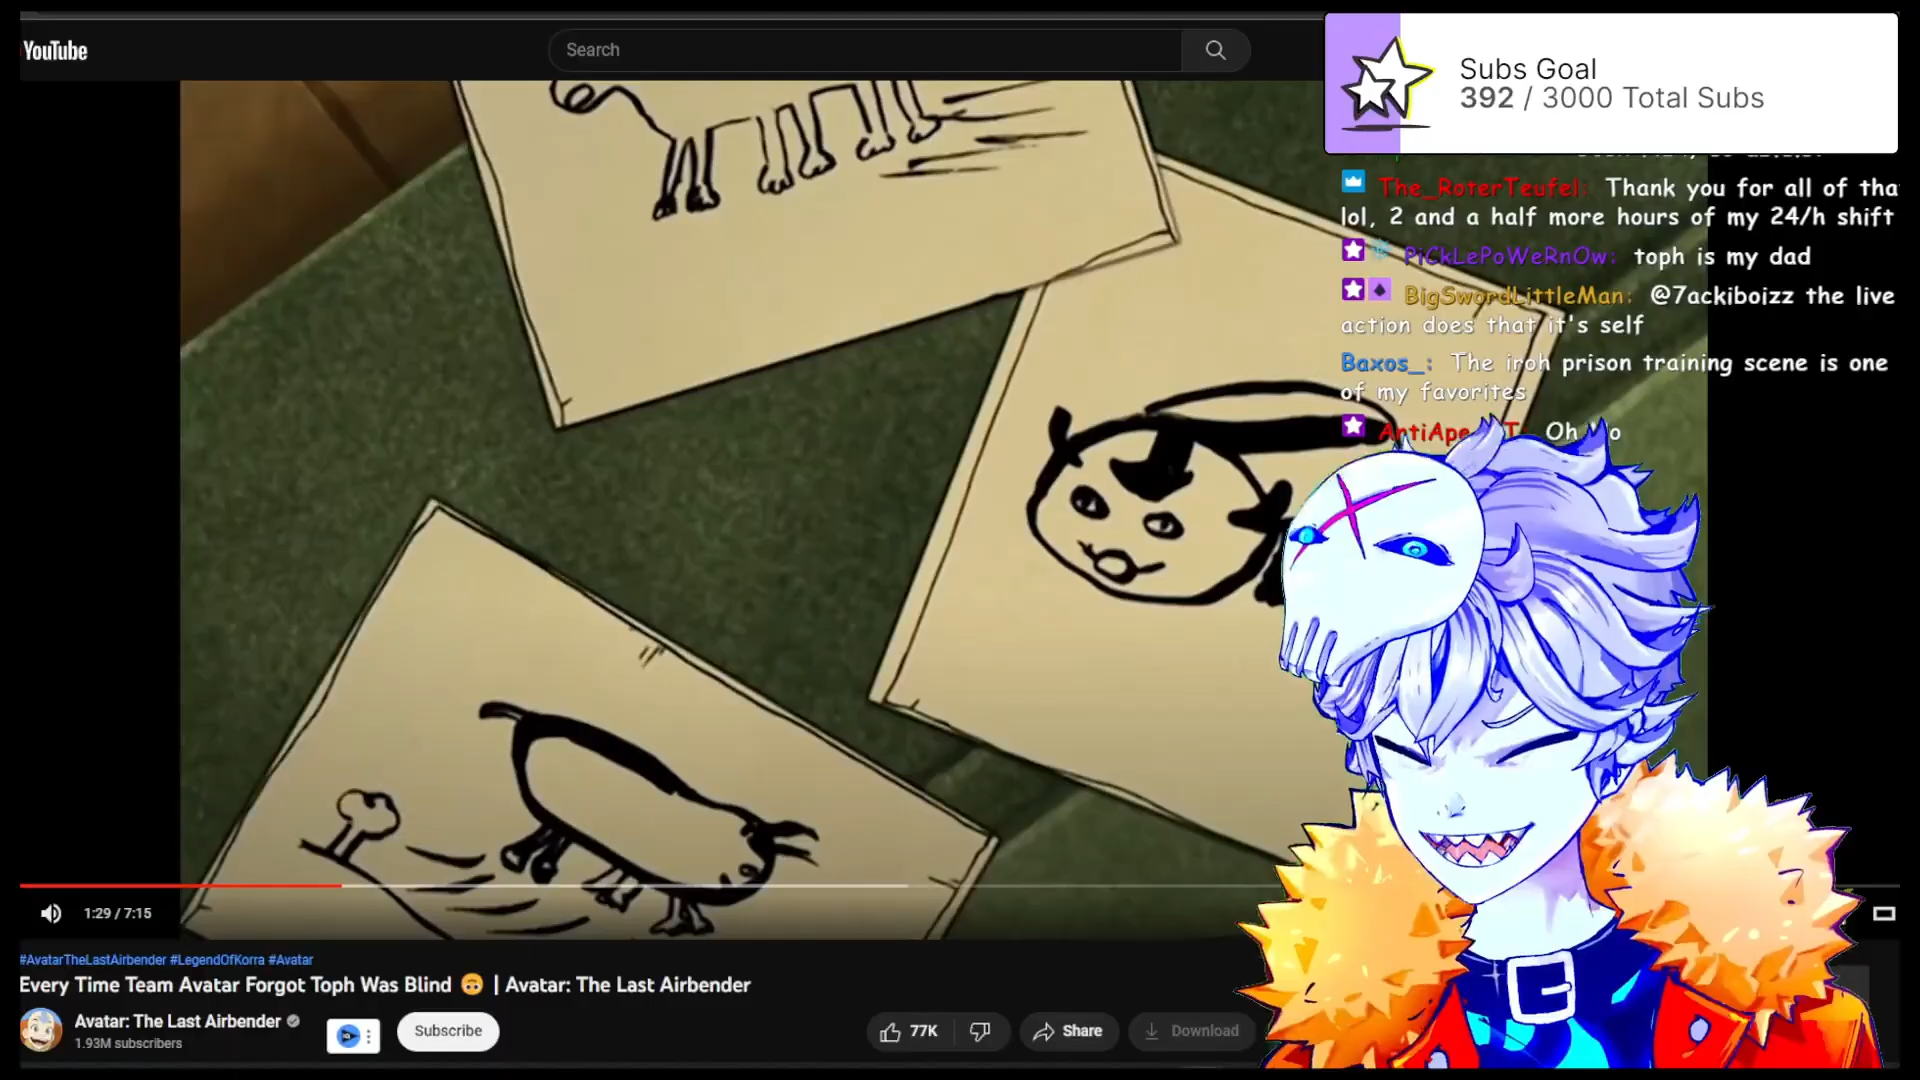 YouTube
Search
Subs Goal
392 / 3000 Total Subs
The_RoterTeufel: Thank you for all of tha
lol, 2 and a half more hours of my 24/h shift
PiCkLePoWeRnOw: toph is my dad
BigSwordLittleMan: @7ackiboizz the live
action does that it's self
Baxos_: The iroh prison training scene is one
of my favorites
Oh
1:29 / 7:15
#AvatarTheLastAirbender #LegendOfKorra #Avatar
Every Time Team Avatar Forgot Toph Was Blind 🙃 | Avatar: The Last Airbender
Avatar: The Last Airbender
1.93M subscribers
Subscribe
77K
Share
Download